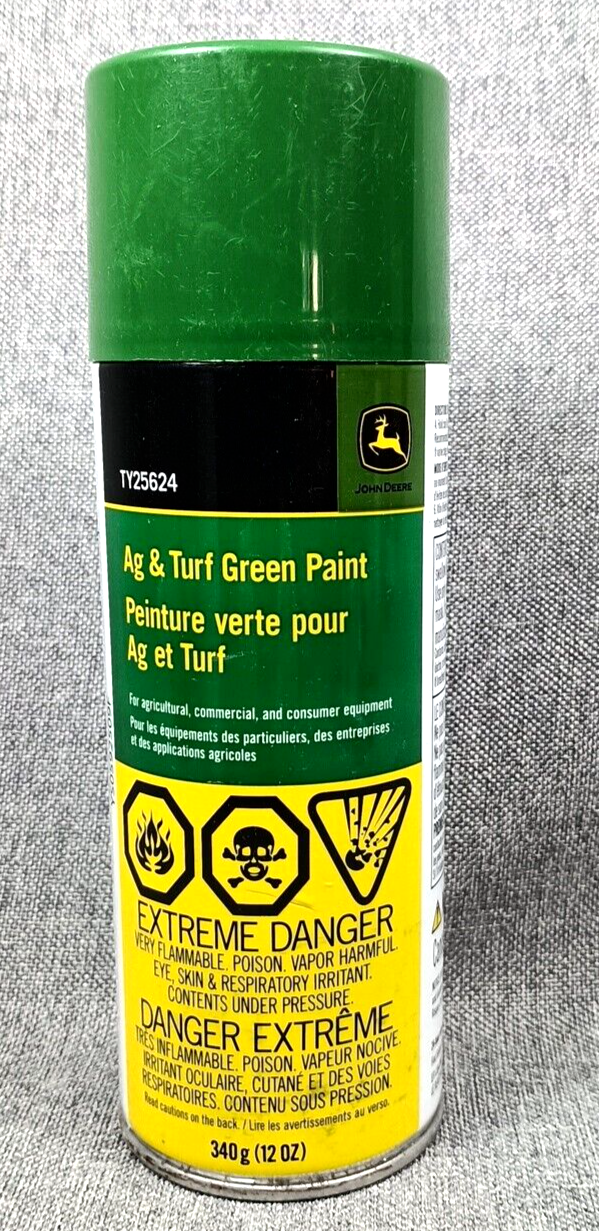 TY25624
JOHN DEERE
Ag & Turf Green Paint
Peinture verte pour
Ag et Turf
For agricultural, commercial, and consumer equipment
Pour les équipements des particuliers, des entreprises
et des applications agricoles
EXTREME DANGER
VERY FLAMMABLE. POISON. VAPOR HARMFUL.
EYE, SKIN & RESPIRATORY IRRITANT.
CONTENTS UNDER PRESSURE.
DANGER EXTRÊME
TRÈS INFLAMMABLE. POISON. VAPEUR NOCIVE.
IRRITANT OCULAIRE, CUTANÉ ET DES VOIES
RESPIRATOIRES. CONTENU SOUS PRESSION.
Read cautions on the back. / Lire les avertissements au verso.
340g (12 OZ)